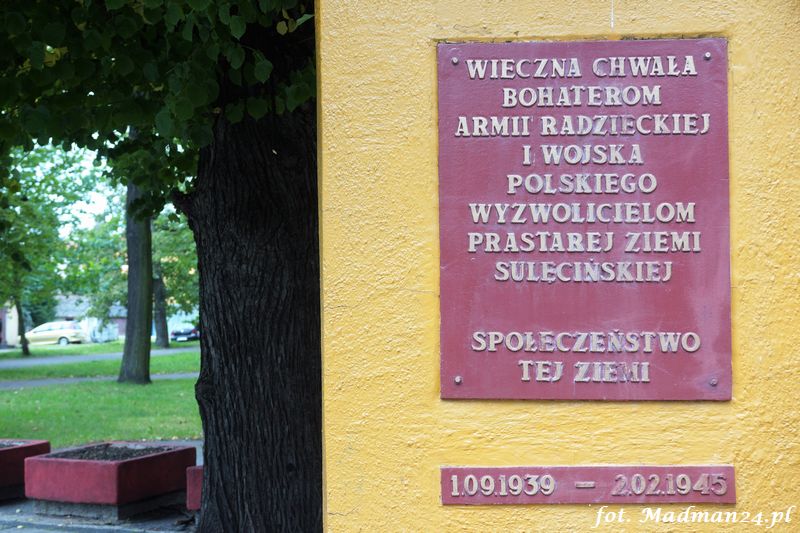 WIECZNA CHWAŁA
BOHATEROM
ARMII RADZIECKIEJ
I WOJSKA
POLSKIEGO
WYZWOLICIELOM
PRASTAREJ ZIEMI
SULĘCIŃSKIEJ
SPOŁECZEŃSTWO
TEJ ZIEMI
1.09.1939 – 2.02.1945
fot. Madman24.pl